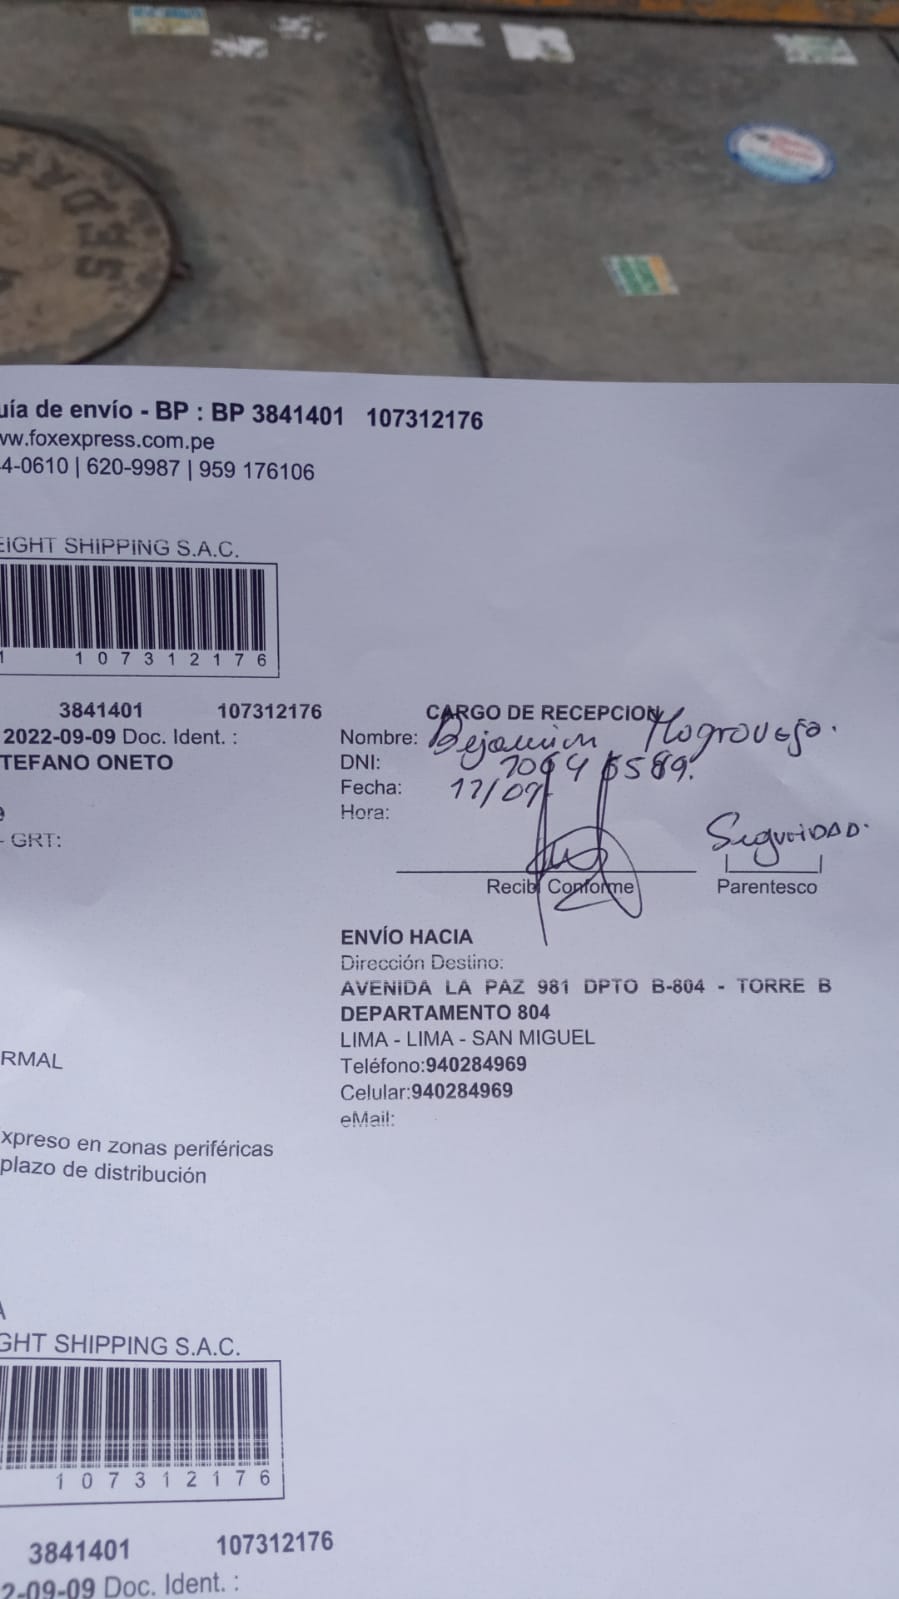 uía de envío - BP : BP 3841401 107312176
ww.foxexpress.com.pe
4-0610 | 620-9987 | 959 176106
EIGHT SHIPPING S.A.C.
1 1 0 7 3 1 2 1 7 6
3841401 107312176
2022-09-09 Doc. Ident. :
TEFANO ONETO
- GRT:
RMAL
xpreso en zonas periféricas
plazo de distribución
CARGO DE RECEPCION
Nombre: Bejamin Mogrovejo.
DNI:
Fecha: 17/09
Hora:
Seguridad.
Recibí Conforme Parentesco
ENVÍO HACIA
Dirección Destino:
AVENIDA LA PAZ 981 DPTO B-804 - TORRE B
DEPARTAMENTO 804
LIMA - LIMA - SAN MIGUEL
Teléfono:940284969
Celular:940284969
eMail:
A
GHT SHIPPING S.A.C.
1 0 7 3 1 2 1 7 6
3841401 107312176
2-09-09 Doc. Ident. :